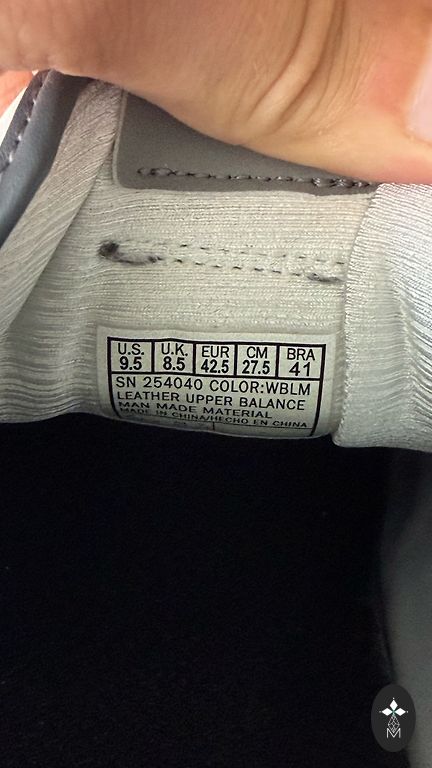 U.S. U.K. EUR CM BRA
9.5 8.5 42.5 27.5 41
SN 254040 COLOR:WBLM
LEATHER UPPER BALANCE
MAN MADE MATERIAL
MADE IN CHINA/HECHO EN CHINA
M